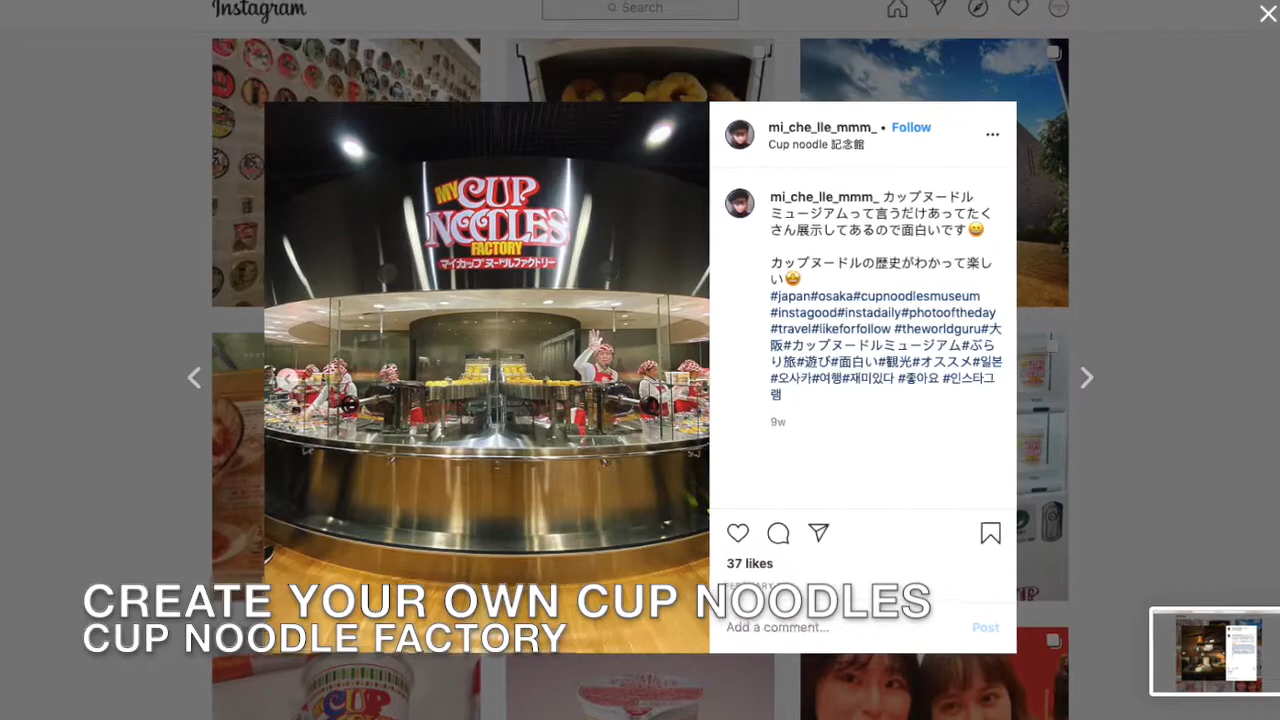 Instagram
Search
MY
CUP
NOODLES
FACTORY
マイカップヌードルファクトリー
mi_che_lle_mmm_ • Follow
Cup noodle 記念館
mi_che_lle_mmm_ カップヌードル
ミュージアムって言うだけあってたく
さん展示してあるので面白いです😄
カップヌードルの歴史がわかって楽し
い🤩
#japan#osaka#cupnoodlesmuseum
#instagood#instadaily#photooftheday
#travel#likeforfollow #theworldguru#大
阪#カップヌードルミュージアム#ぶら
り旅#遊び#面白い#観光#オススメ#일본
#오사카#여행#재미있다 #좋아요 #인스타그
램
9w
37 likes
CREATE YOUR OWN CUP NOODLES
CUP NOODLE FACTORY
Add a comment...
Post
CUP